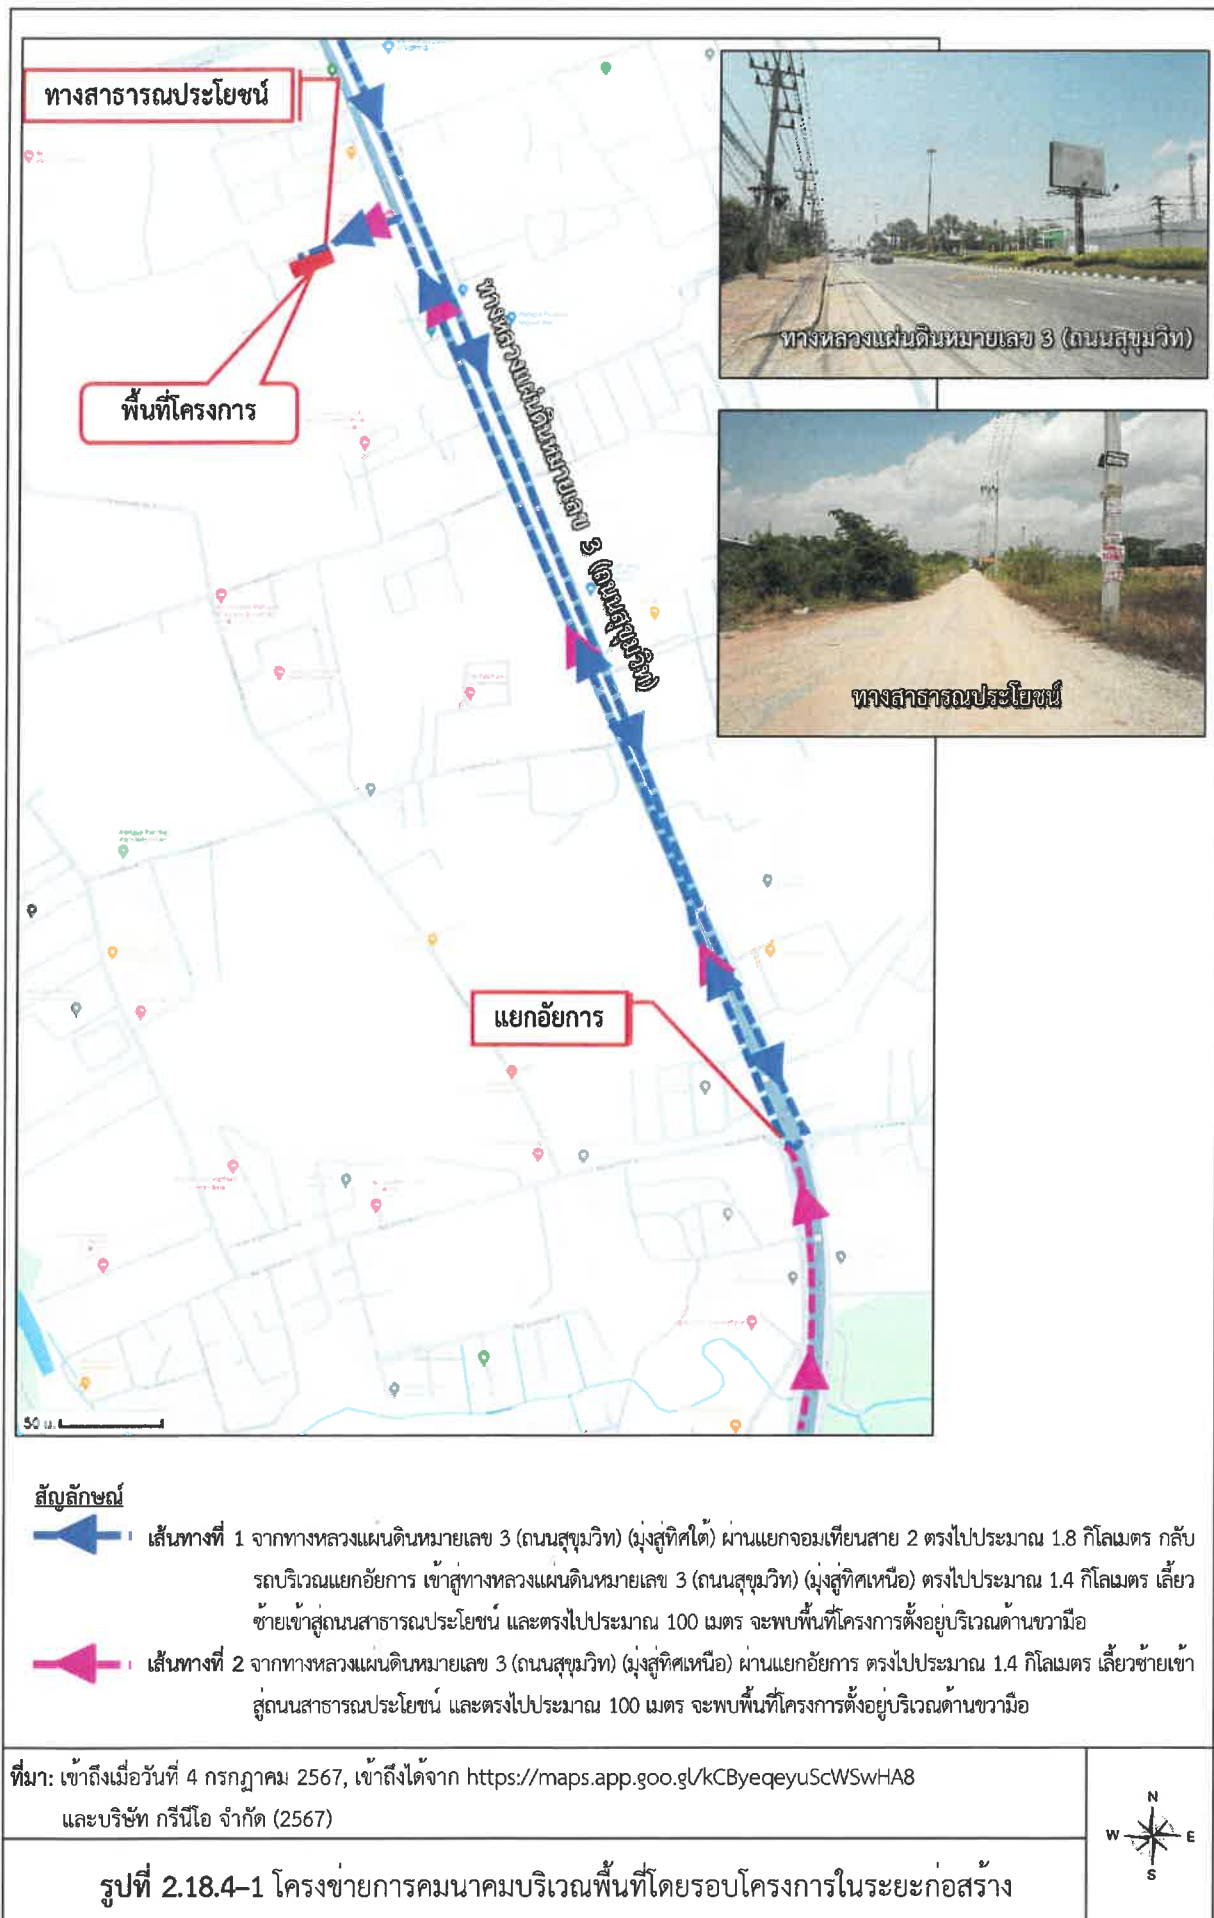 ทางสาธารณประโยชน์
ทางหลวงแผ่นดินหมายเลข 3 (ถนนสุขุมวิท)
พื้นที่โครงการ
ทางหลวงแผ่นดินหมายเลข 3 (ถนนสุขุมวิท)
ทางสาธารณประโยชน์
แยกอัยการ
50 ม.
สัญลักษณ์
เส้นทางที่ 1 จากทางหลวงแผ่นดินหมายเลข 3 (ถนนสุขุมวิท) (มุ่งสู่ทิศใต้) ผ่านแยกจอมเทียนสาย 2 ตรงไปประมาณ 1.8 กิโลเมตร กลับ
รถบริเวณแยกอัยการ เข้าสู่ทางหลวงแผ่นดินหมายเลข 3 (ถนนสุขุมวิท) (มุ่งสู่ทิศเหนือ) ตรงไปประมาณ 1.4 กิโลเมตร เลี้ยว
ซ้ายเข้าสู่ถนนสาธารณประโยชน์ และตรงไปประมาณ 100 เมตร จะพบพื้นที่โครงการตั้งอยู่บริเวณด้านขวามือ
เส้นทางที่ 2 จากทางหลวงแผ่นดินหมายเลข 3 (ถนนสุขุมวิท) (มุ่งสู่ทิศเหนือ) ผ่านแยกอัยการ ตรงไปประมาณ 1.4 กิโลเมตร เลี้ยวซ้ายเข้า
สู่ถนนสาธารณประโยชน์ และตรงไปประมาณ 100 เมตร จะพบพื้นที่โครงการตั้งอยู่บริเวณด้านขวามือ
ที่มา: เข้าถึงเมื่อวันที่ 4 กรกฎาคม 2567, เข้าถึงได้จาก https://maps.app.goo.gl/kCByeqeyuScWSwHA8
และบริษัท กรีนีโอ จำกัด (2567)
N
W E
S
รูปที่ 2.18.4–1 โครงข่ายการคมนาคมบริเวณพื้นที่โดยรอบโครงการในระยะก่อสร้าง